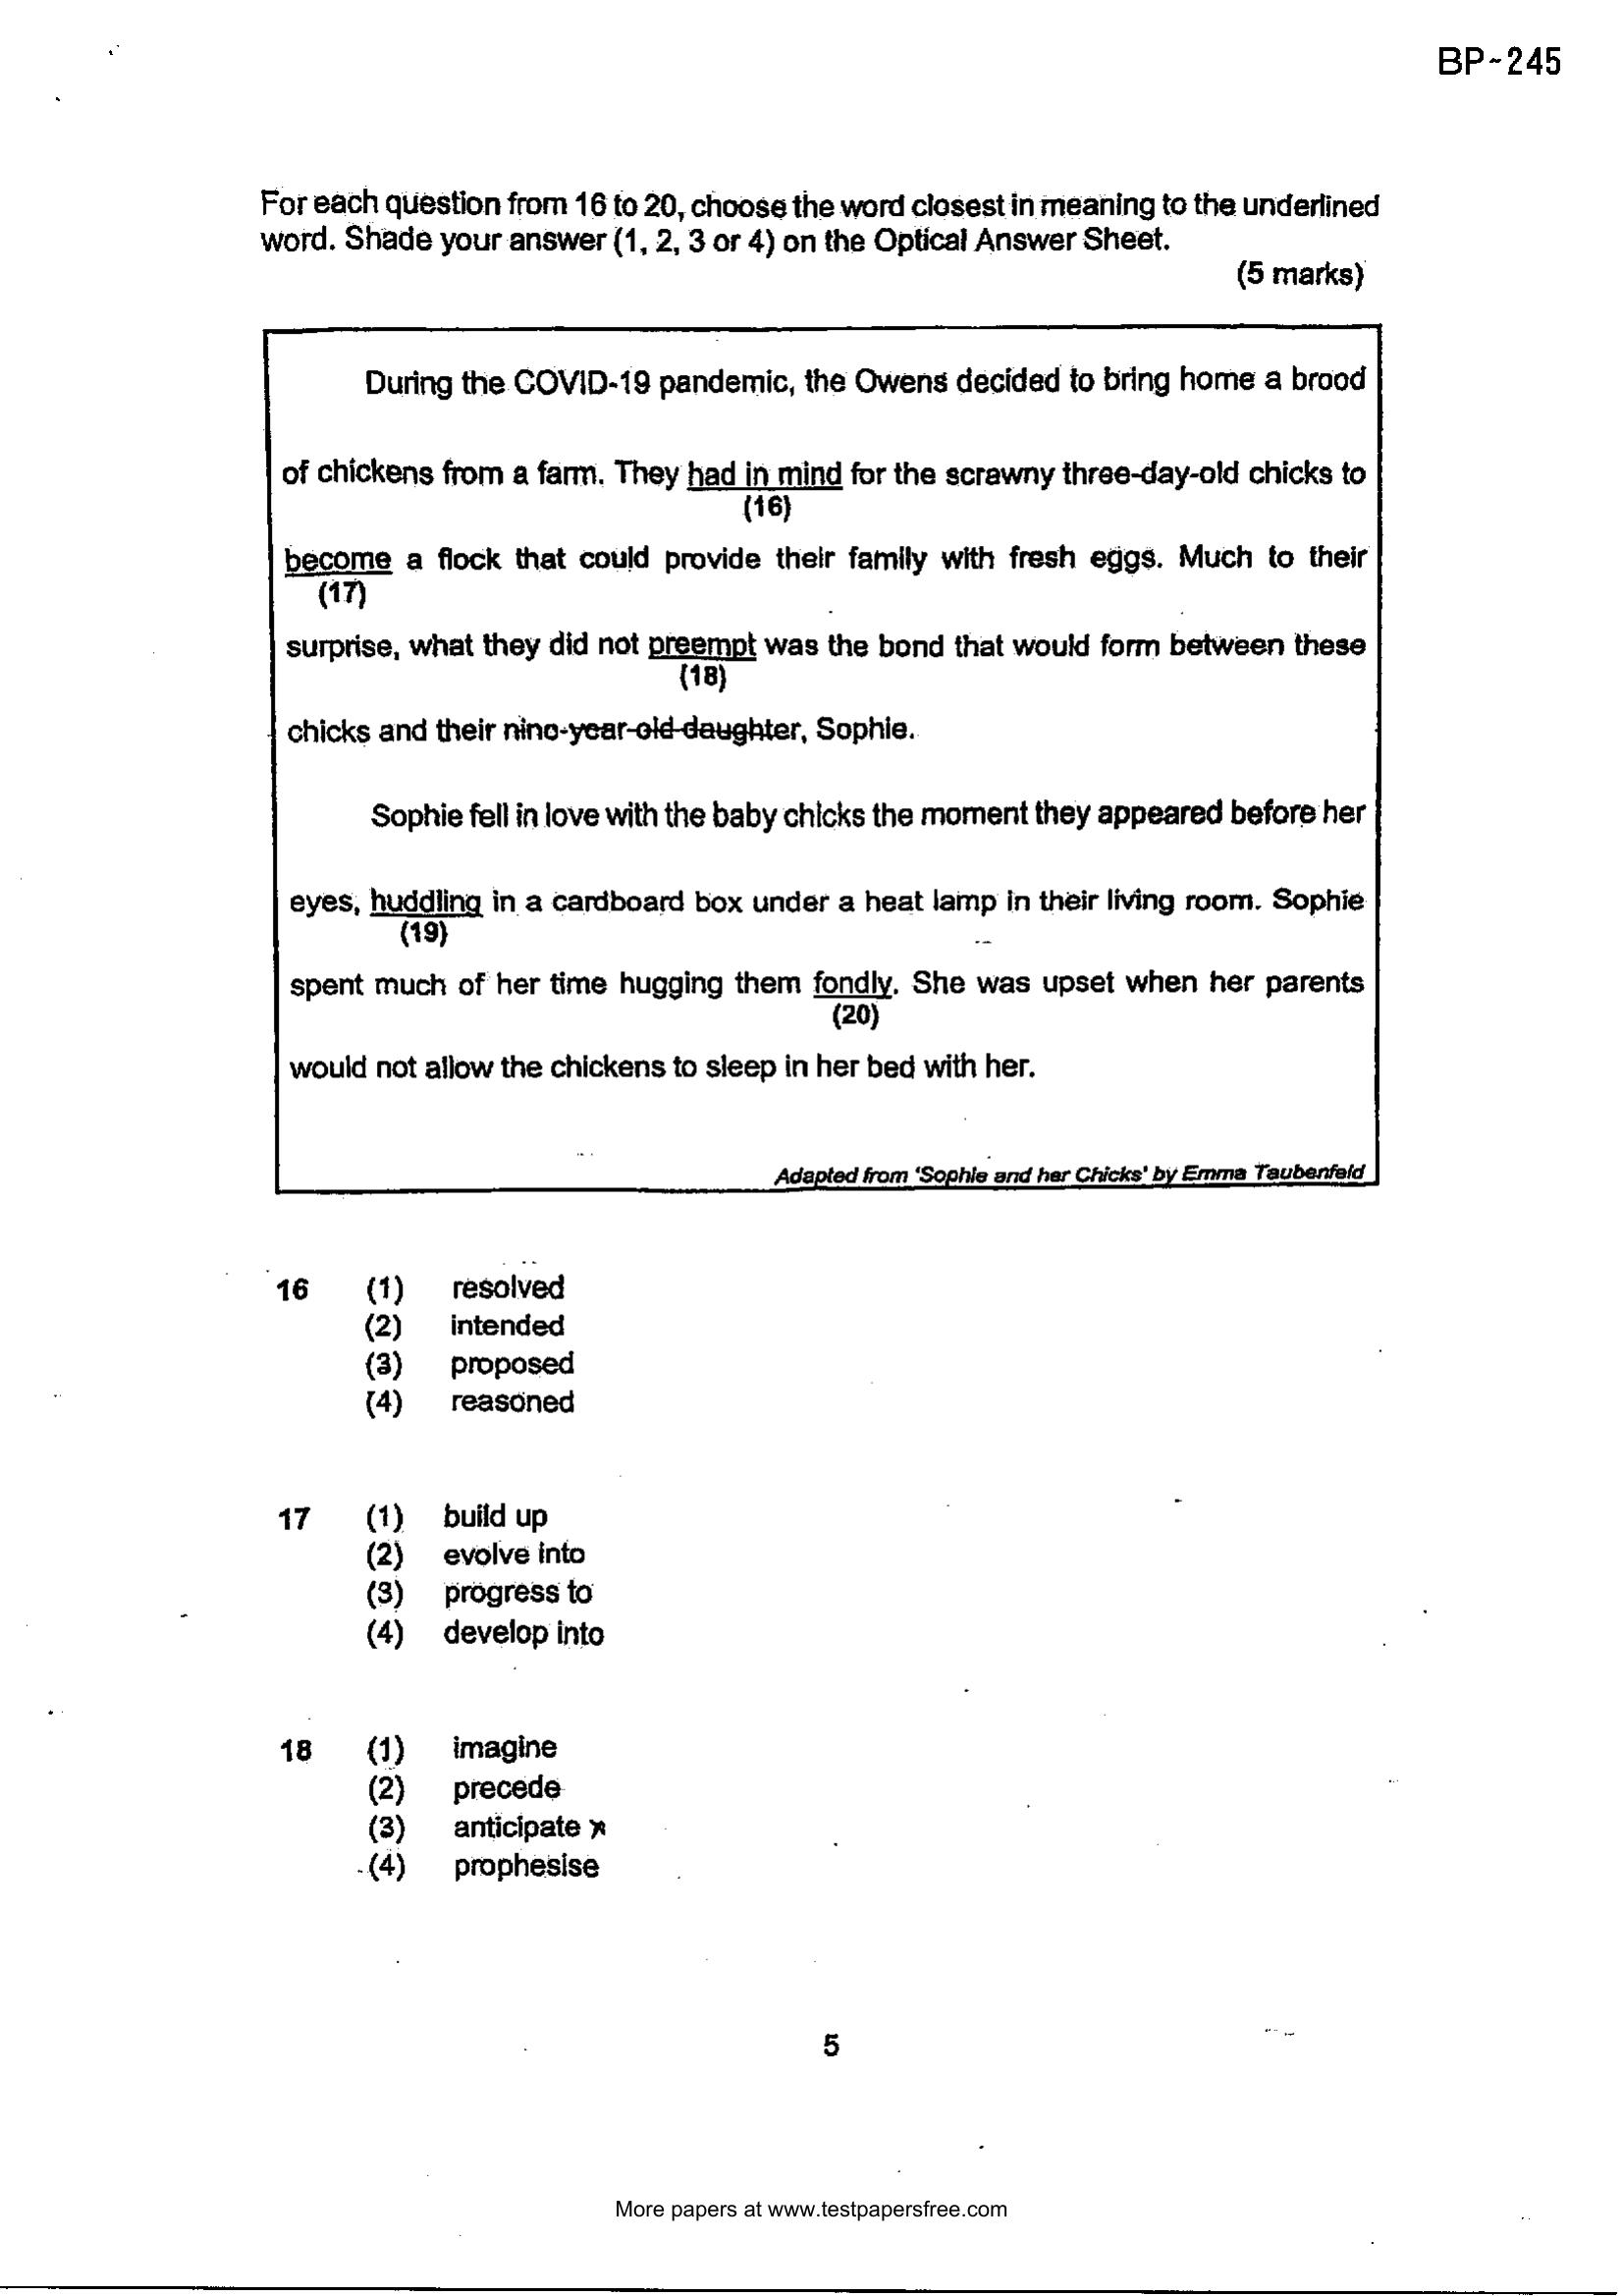 BP-245
For each question from 16 to 20, choose the word closest in meaning to the underlined
word. Shade your answer (1, 2, 3 or 4) on the Optical Answer Sheet.
(5 marks)
During the COVID-19 pandemic, the Owens decided to bring home a brood
of chickens from a farm. They had in mind for the scrawny three-day-old chicks to
(16)
become a flock that could provide their family with fresh eggs. Much to their
(17)
surprise, what they did not preempt was the bond that would form between these
(18)
chicks and their nine-year-old daughter, Sophie.
Sophie fell in love with the baby chicks the moment they appeared before her
eyes, huddling in a cardboard box under a heat lamp in their living room. Sophie
(19)
spent much of her time hugging them fondly. She was upset when her parents
(20)
would not allow the chickens to sleep in her bed with her.
Adapted from 'Sophie and her Chicks' by Emma Taubenfeld
16 (1) resolved
(2) intended
(3) proposed
(4) reasoned
17 (1) build up
(2) evolve into
(3) progress to
(4) develop into
18 (1) imagine
(2) precede
(3) anticipate
(4) prophesise
5
More papers at www.testpapersfree.com